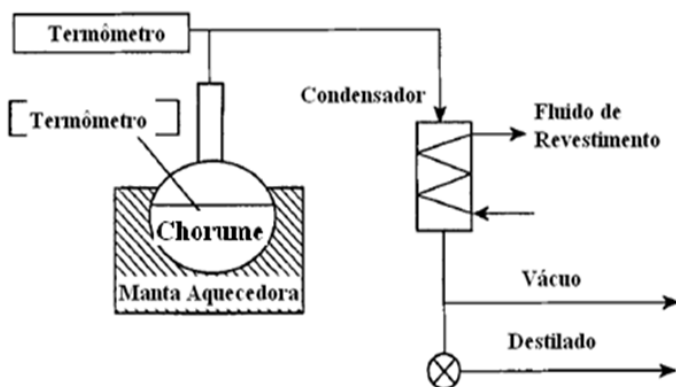 Termômetro
Condensador
Fluido de
Revestimento
Termômetro
Chorume
Manta Aquecedora
Vácuo
Destilado